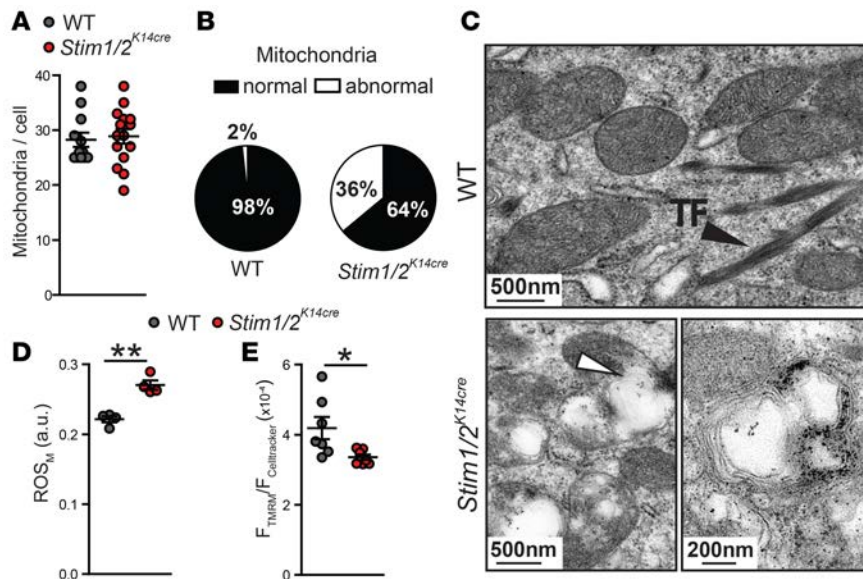 A
WT
Stim1/2K14cre
Mitochondria / cell
40
30
20
10
0
B
Mitochondria
normal
abnormal
2%
98%
WT
36%
64%
Stim1/2K14cre
C
WT
TF
500nm
Stim1/2K14cre
500nm
200nm
WT
Stim1/2K14cre
D
**
ROSM (a.u.)
0.3
0.2
0.1
0.0
E
*
FTMRM/FCelltracker (x10-4)
6
4
2
0